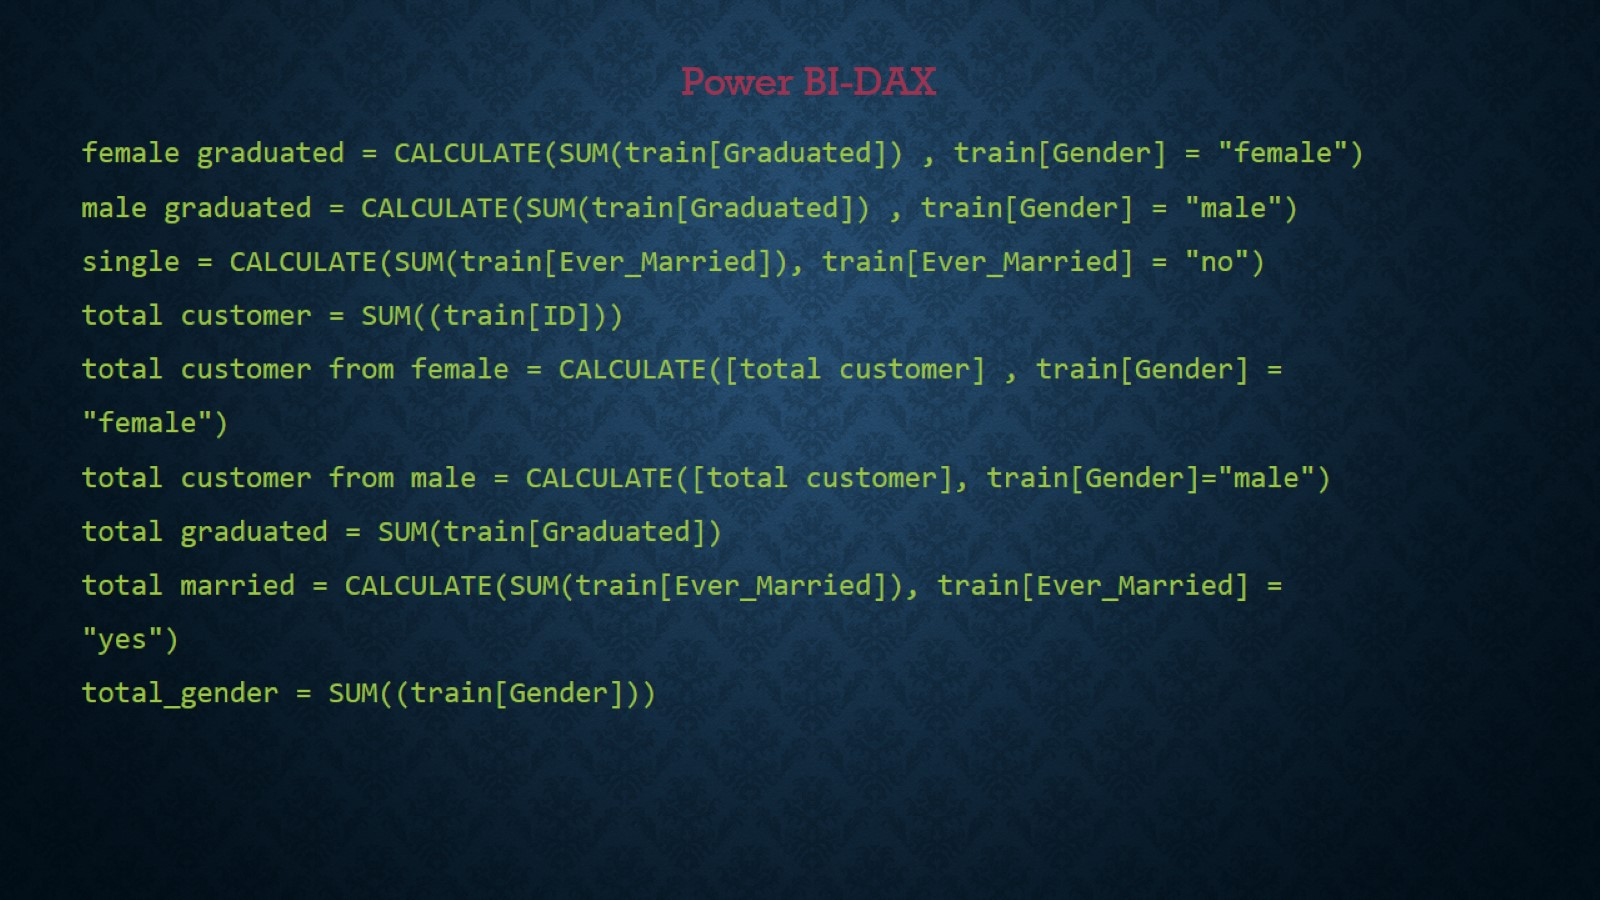 Power BI-DAX
female graduated = CALCULATE(SUM(train[Graduated]) , train[Gender] = "female")
male graduated = CALCULATE(SUM(train[Graduated]) , train[Gender] = "male")
single = CALCULATE(SUM(train[Ever_Married]), train[Ever_Married] = "no")
total customer = SUM((train[ID]))
total customer from female = CALCULATE([total customer] , train[Gender] =
"female")
total customer from male = CALCULATE([total customer], train[Gender]="male")
total graduated = SUM(train[Graduated])
total married = CALCULATE(SUM(train[Ever_Married]), train[Ever_Married] =
"yes")
total_gender = SUM((train[Gender]))